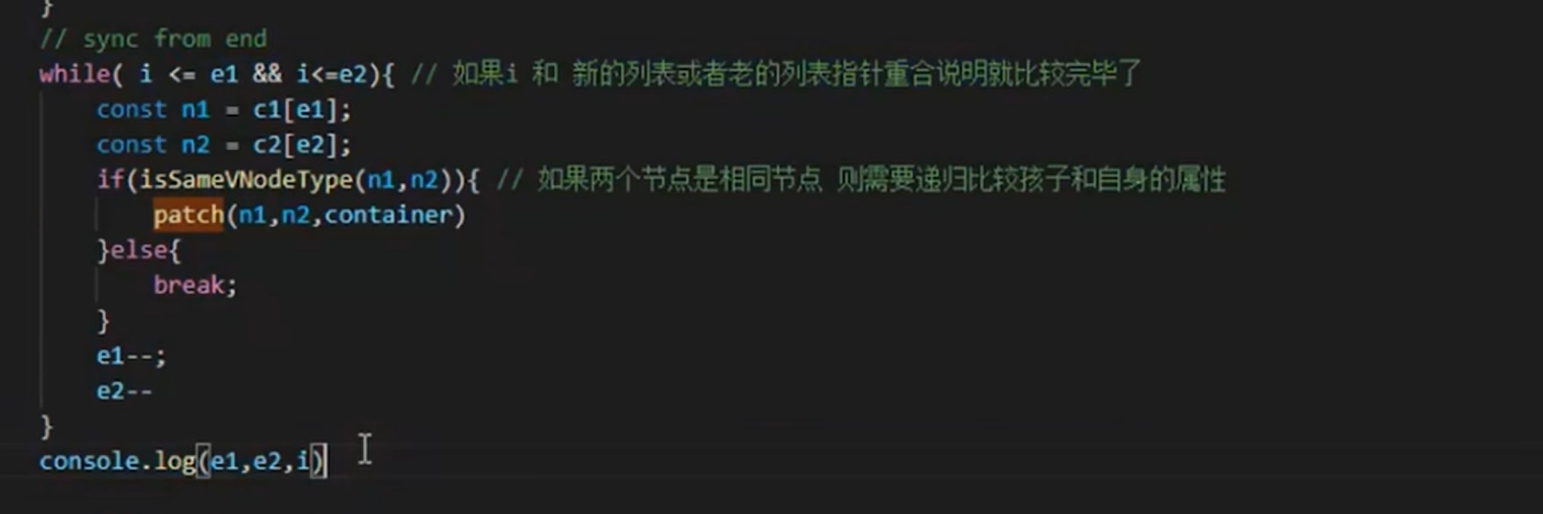 }
// sync from end
while( i <= e1 && i<=e2){ // 如果i 和 新的列表或者老的列表指针重合说明就比较完毕了
    const n1 = c1[e1];
    const n2 = c2[e2];
    if(isSameVNodeType(n1,n2)){ // 如果两个节点是相同节点 则需要递归比较孩子和自身的属性
        patch(n1,n2,container)
    }else{
        break;
    }
    e1--;
    e2--
}
console.log(e1,e2,i)